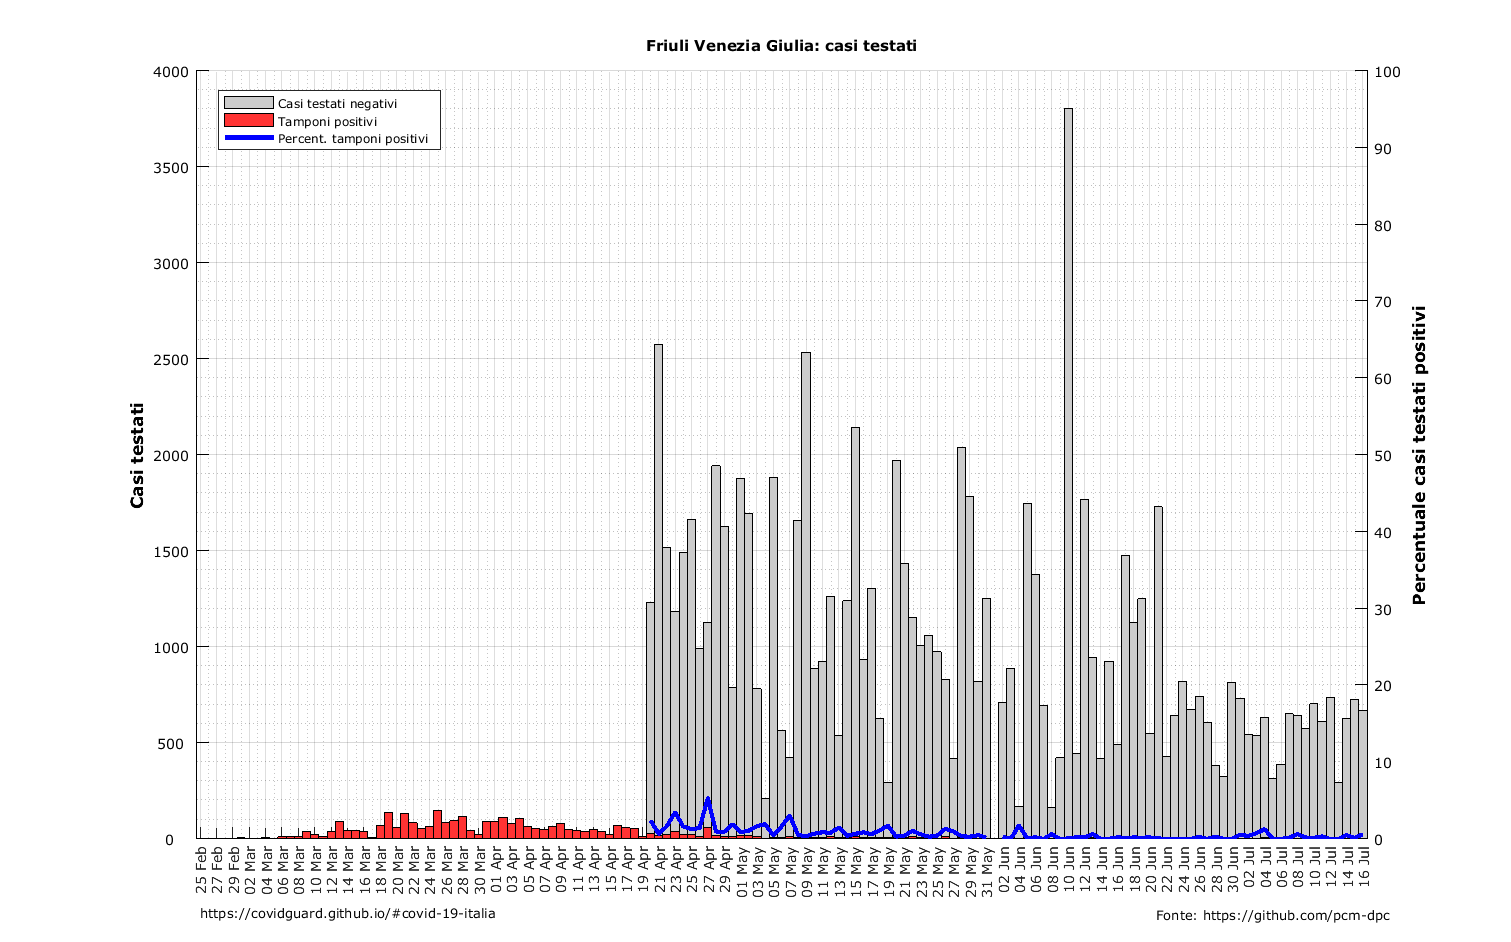 Friuli Venezia Giulia: casi testati
Casi testati negativi
Tamponi positivi
Percent. tamponi positivi
Casi testati
4000
3500
3000
2500
2000
1500
1000
500
0
100
90
80
70
60
50
40
30
20
10
0
Percentuale casi testati positivi
25 Feb
27 Feb
29 Feb
02 Mar
04 Mar
06 Mar
08 Mar
10 Mar
12 Mar
14 Mar
16 Mar
18 Mar
20 Mar
22 Mar
24 Mar
26 Mar
28 Mar
30 Mar
01 Apr
03 Apr
05 Apr
07 Apr
09 Apr
11 Apr
13 Apr
15 Apr
17 Apr
19 Apr
21 Apr
23 Apr
25 Apr
27 Apr
29 Apr
01 May
03 May
05 May
07 May
09 May
11 May
13 May
15 May
17 May
19 May
21 May
23 May
25 May
27 May
29 May
31 May
02 Jun
04 Jun
06 Jun
08 Jun
10 Jun
12 Jun
14 Jun
16 Jun
18 Jun
20 Jun
22 Jun
24 Jun
26 Jun
28 Jun
30 Jun
02 Jul
04 Jul
06 Jul
08 Jul
10 Jul
12 Jul
14 Jul
16 Jul
https://covidguard.github.io/#covid-19-italia
Fonte: https://github.com/pcm-dpc